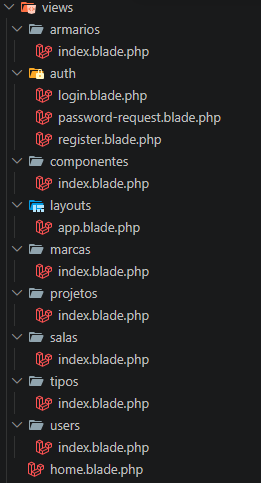 views
armarios
index.blade.php
auth
login.blade.php
password-request.blade.php
register.blade.php
componentes
index.blade.php
layouts
app.blade.php
marcas
index.blade.php
projetos
index.blade.php
salas
index.blade.php
tipos
index.blade.php
users
index.blade.php
home.blade.php